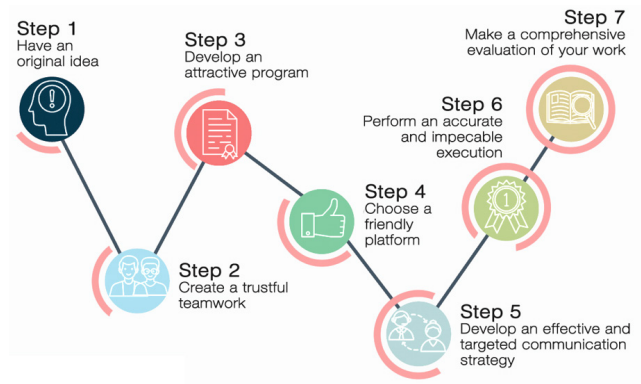 Step 1
Have an
original idea
Step 2
Create a trustful
teamwork
Step 3
Develop an
attractive program
Step 4
Choose a
friendly
platform
Step 5
Develop an effective and
targeted communication
strategy
Step 6
Perform an accurate
and impecable
execution
1
Step 7
Make a comprehensive
evaluation of your work